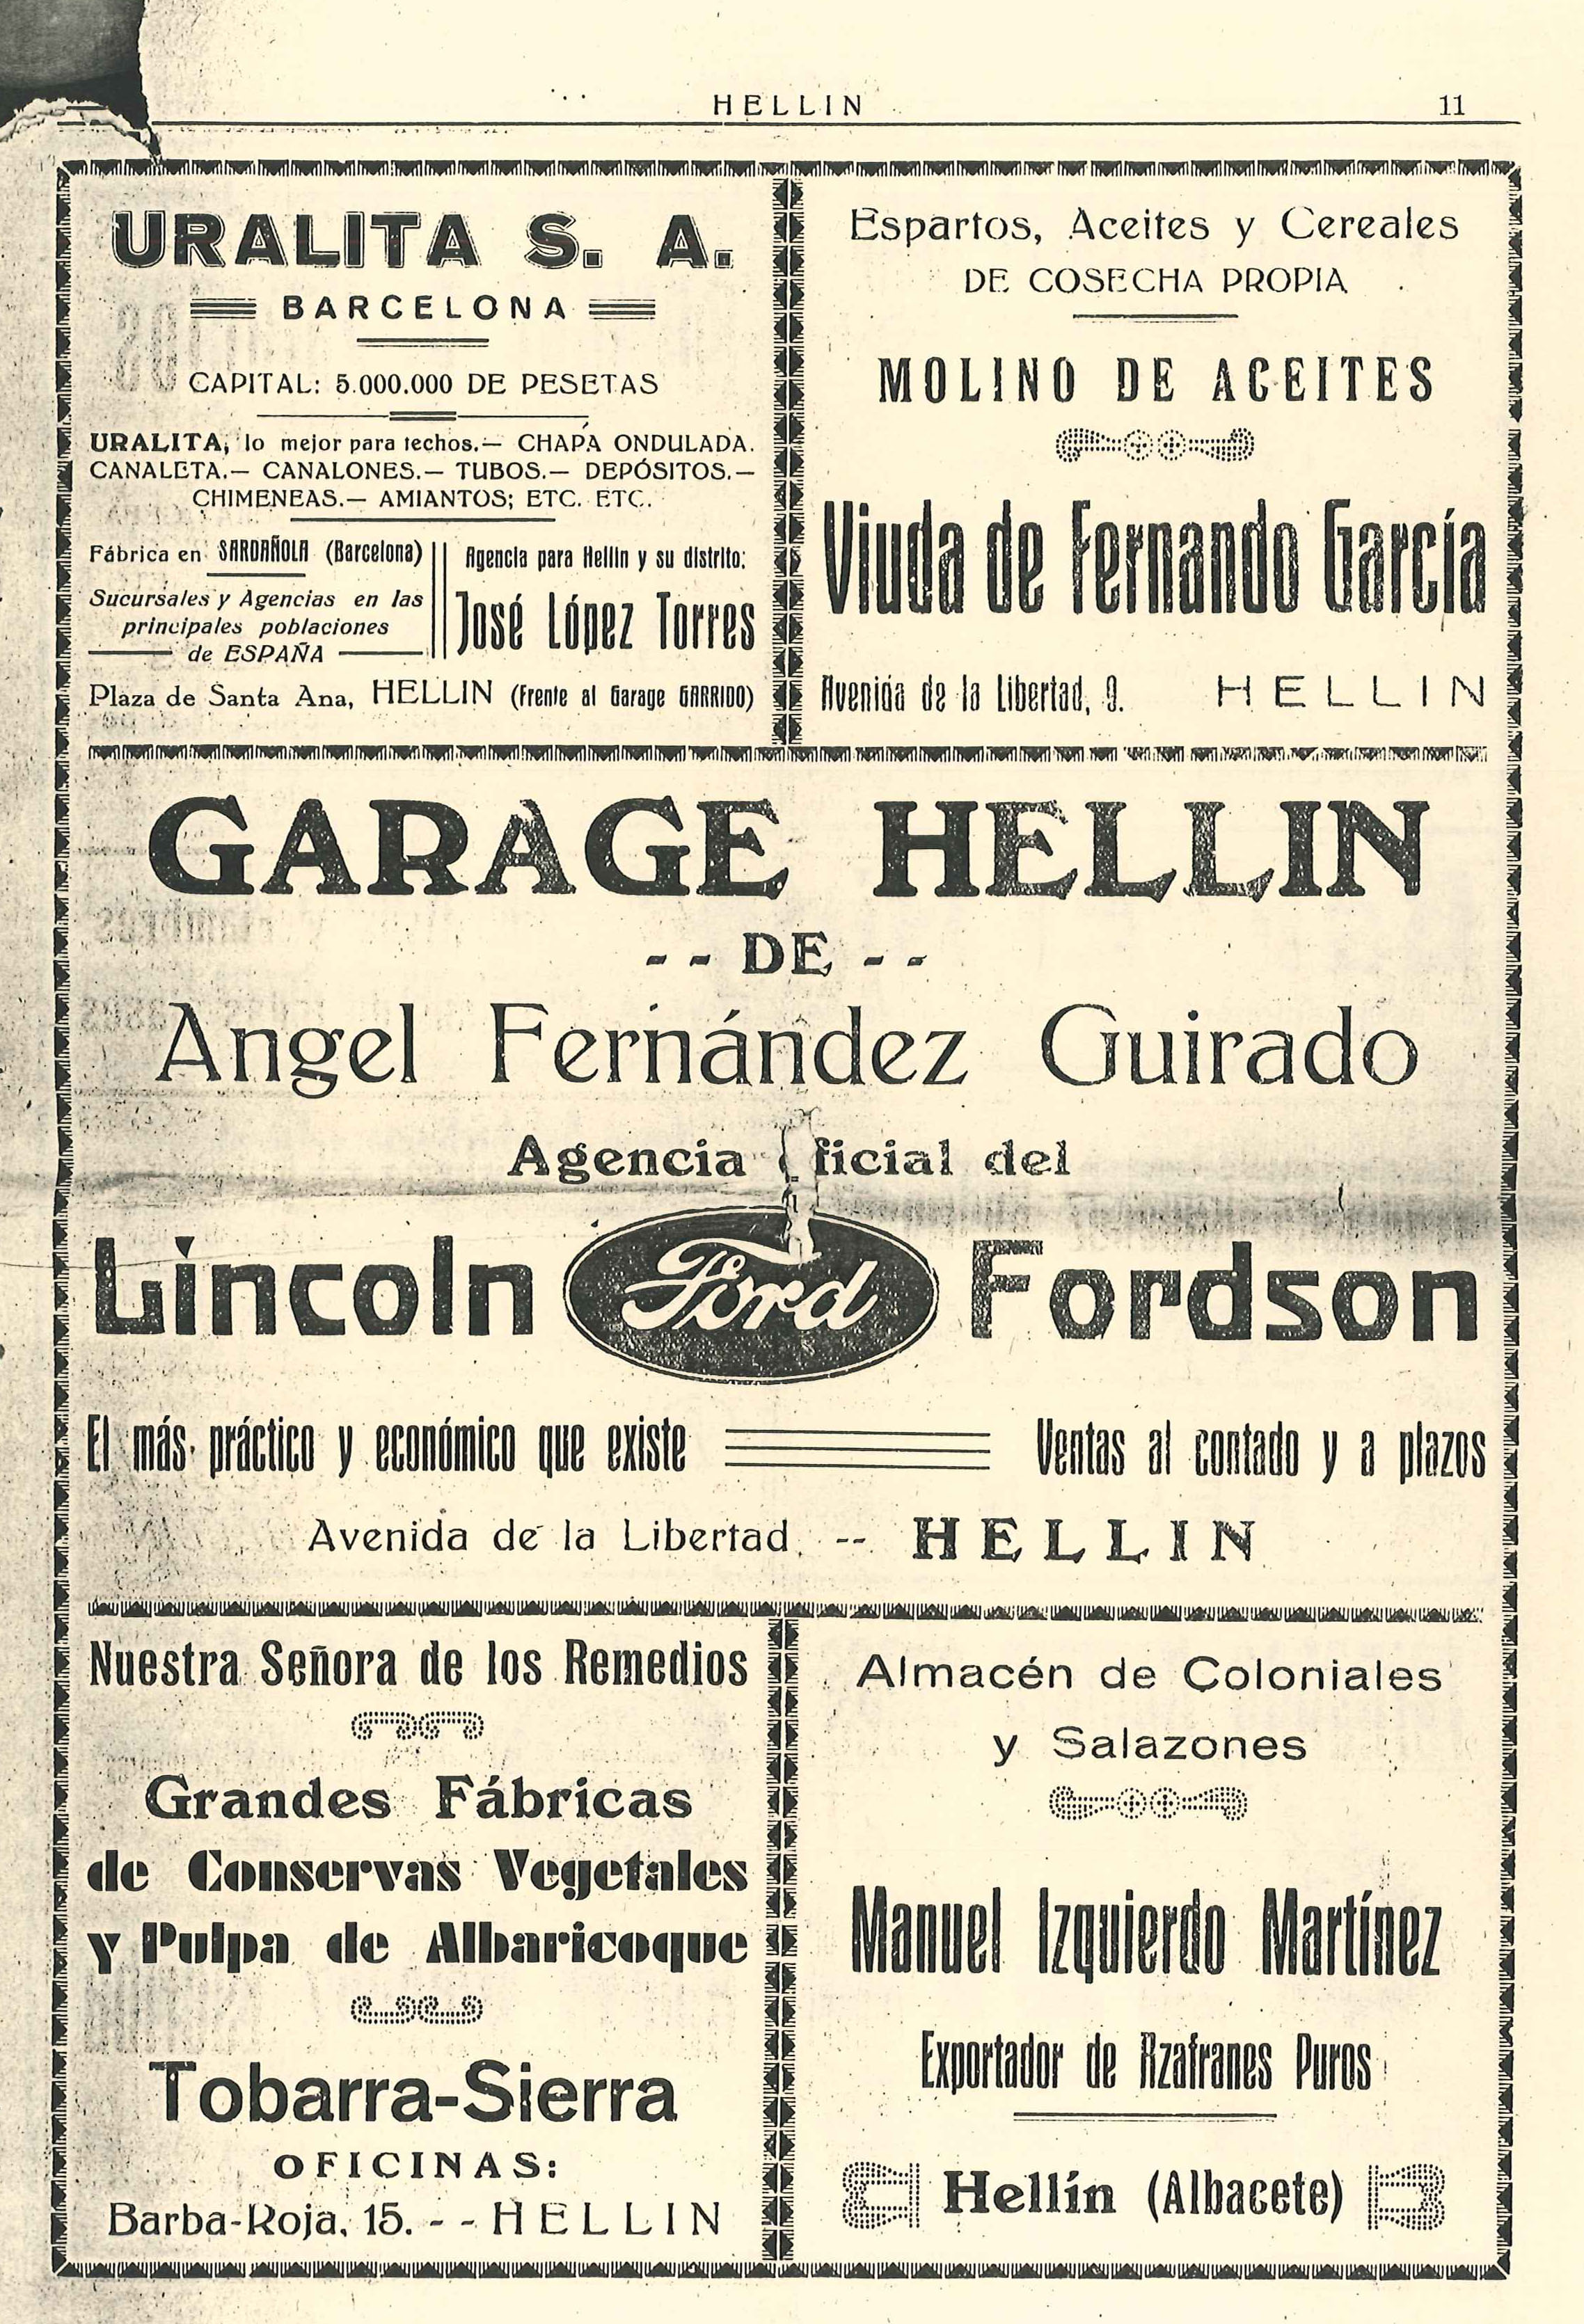 HELLIN 11
URALITA S. A.
BARCELONA
CAPITAL: 5.000.000 DE PESETAS
URALITA, lo mejor para techos.— CHAPA ONDULADA.
CANALETA.— CANALONES.— TUBOS.— DEPÓSITOS.—
CHIMENEAS.— AMIANTOS; ETC. ETC.
Fábrica en SARDAÑOLA (Barcelona)
Sucursales y Agencias en las
principales poblaciones
de ESPAÑA
Agencia para Hellin y su distrito:
José López Torres
Plaza de Santa Ana, HELLIN (Frente al Garage GARRIDO)
Espartos, Aceites y Cereales
DE COSECHA PROPIA
MOLINO DE ACEITES
Viuda de Fernando García
Avenida de la Libertad, 9. HELLIN
GARAGE HELLIN
-- DE --
Angel Fernández Guirado
Agencia ficial del
Lincoln Ford Fordson
El más práctico y económico que existe Ventas al contado y a plazos
Avenida de la Libertad. -- HELLIN
Nuestra Señora de los Remedios
Grandes Fábricas
de Conservas Vegetales
y Pulpa de Albaricoque
Tobarra-Sierra
OFICINAS:
Barba-Roja, 15. - - HELLIN
Almacén de Coloniales
y Salazones
Manuel Izquierdo Martínez
Exportador de Azafranes Puros
Hellín (Albacete)